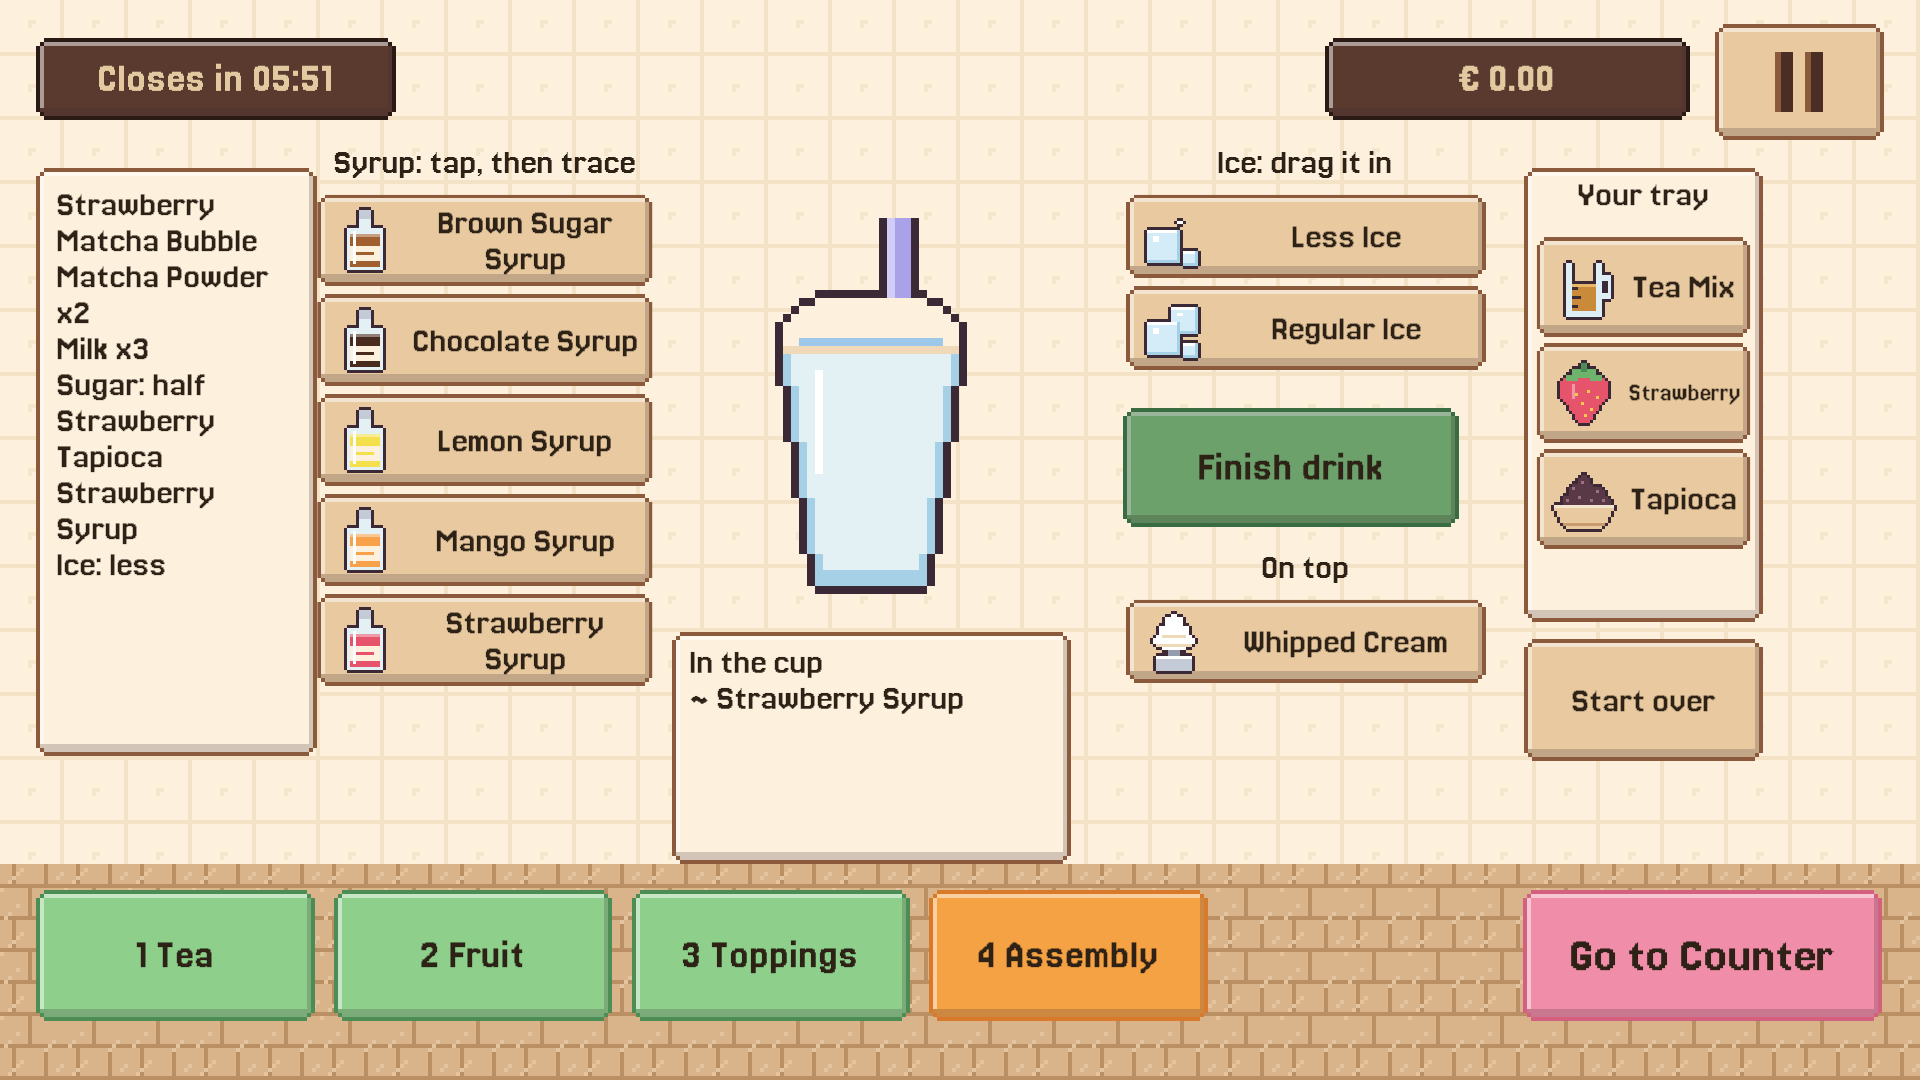 Closes in 05:51
€ 0.00
Strawberry
Matcha Bubble
Matcha Powder
x2
Milk x3
Sugar: half
Strawberry
Tapioca
Strawberry
Syrup
Ice: less
Syrup: tap, then trace
Brown Sugar
Syrup
Chocolate Syrup
Lemon Syrup
Mango Syrup
Strawberry
Syrup
In the cup
~ Strawberry Syrup
Ice: drag it in
Less Ice
Regular Ice
Finish drink
On top
Whipped Cream
Your tray
Tea Mix
Strawberry
Tapioca
Start over
1 Tea
2 Fruit
3 Toppings
4 Assembly
Go to Counter